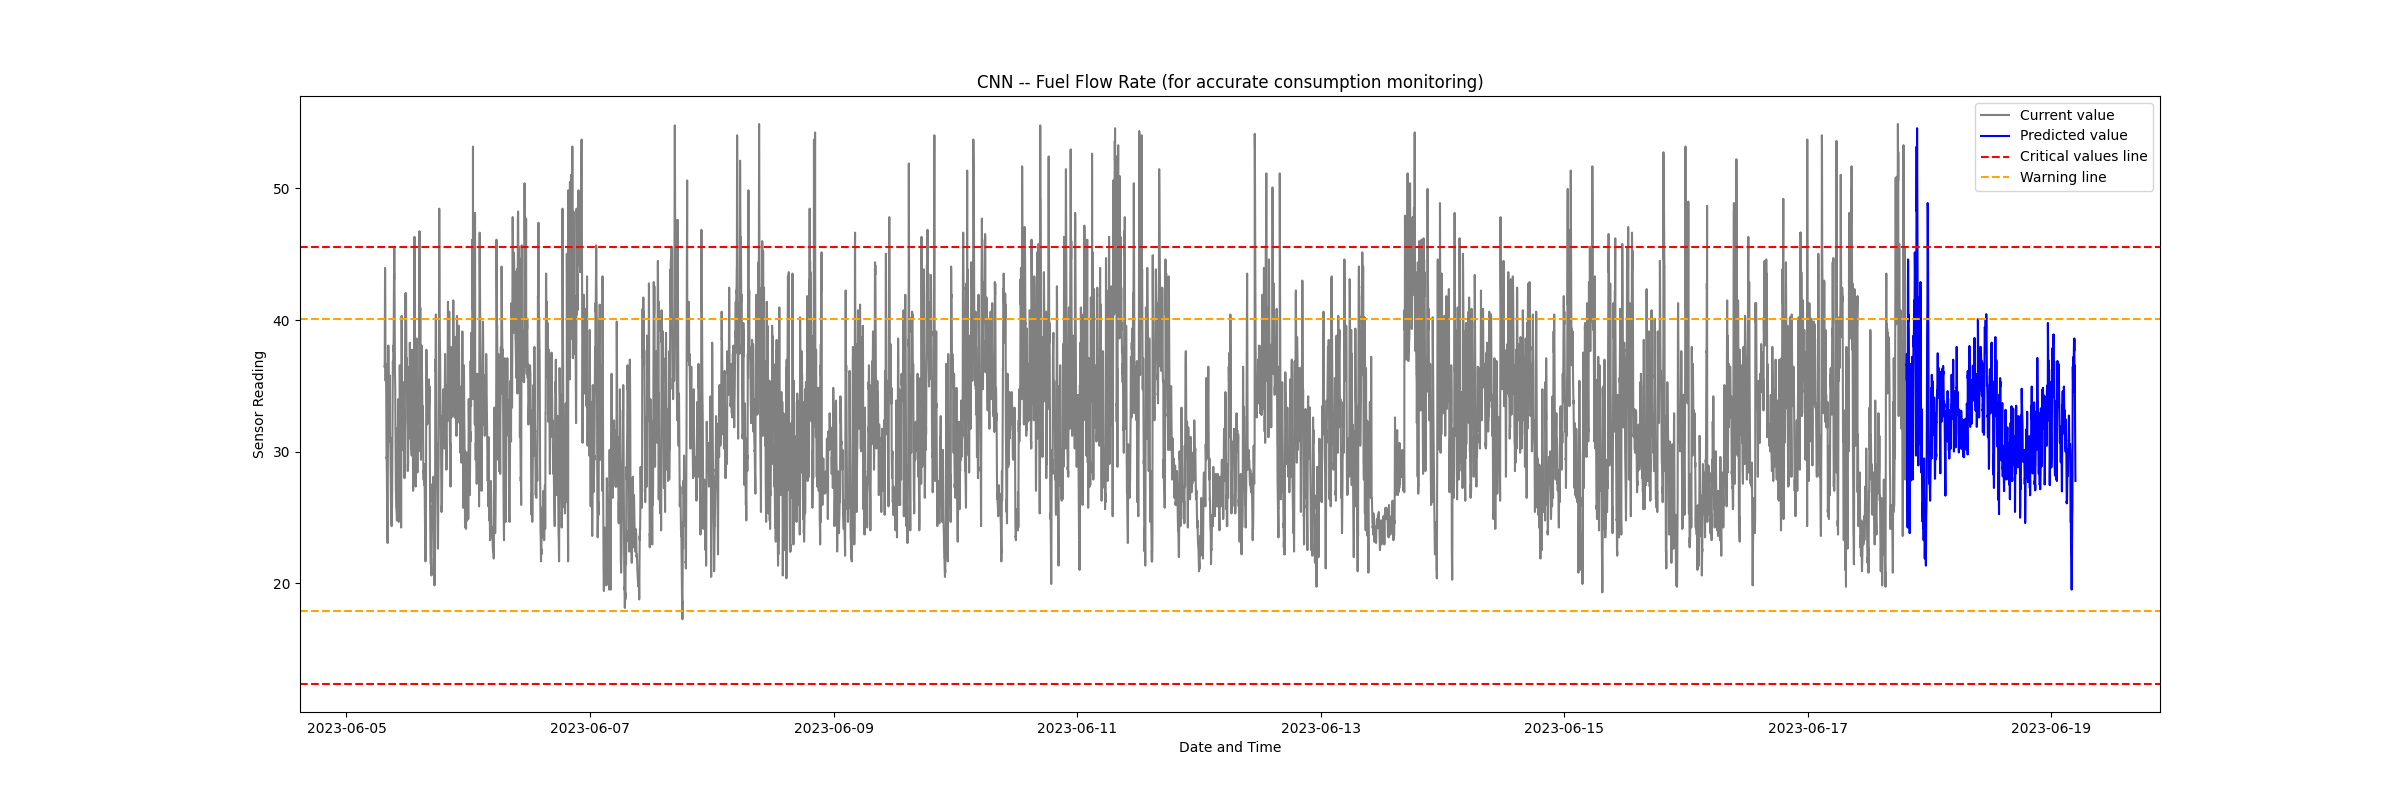 CNN -- Fuel Flow Rate (for accurate consumption monitoring)
Current value
Predicted value
Critical values line
Warning line
Sensor Reading
50
40
30
20
2023-06-05
2023-06-07
2023-06-09
2023-06-11
2023-06-13
2023-06-15
2023-06-17
2023-06-19
Date and Time